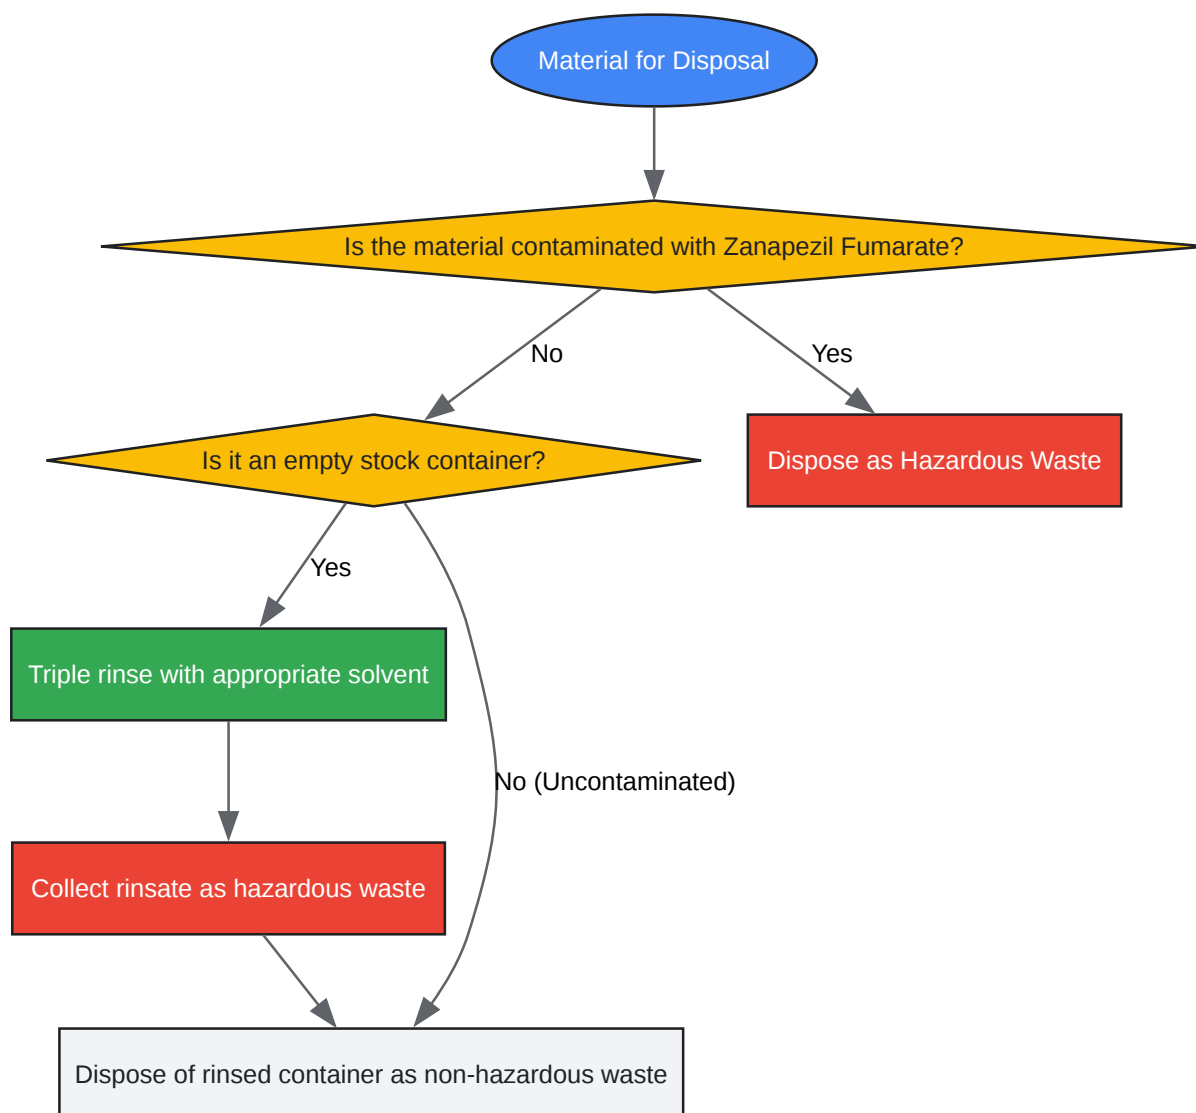 Material for Disposal
Is the material contaminated with Zanapezil Fumarate?
No
Yes
Is it an empty stock container?
Dispose as Hazardous Waste
Yes
Triple rinse with appropriate solvent
No (Uncontaminated)
Collect rinsate as hazardous waste
Dispose of rinsed container as non-hazardous waste